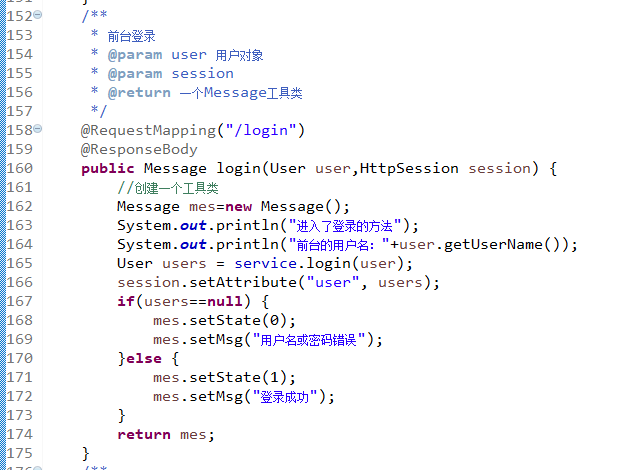 152 /**
153 * 前台登录
154 * @param user 用户对象
155 * @param session
156 * @return 一个Message工具类
157 */
158 @RequestMapping("/login")
159 @ResponseBody
160 public Message login(User user,HttpSession session) {
161 //创建一个工具类
162 Message mes=new Message();
163 System.out.println("进入了登录的方法");
164 System.out.println("前台的用户名："+user.getUserName());
165 User users = service.login(user);
166 session.setAttribute("user", users);
167 if(users==null) {
168 mes.setState(0);
169 mes.setMsg("用户名或密码错误");
170 }else {
171 mes.setState(1);
172 mes.setMsg("登录成功");
173 }
174 return mes;
175 }